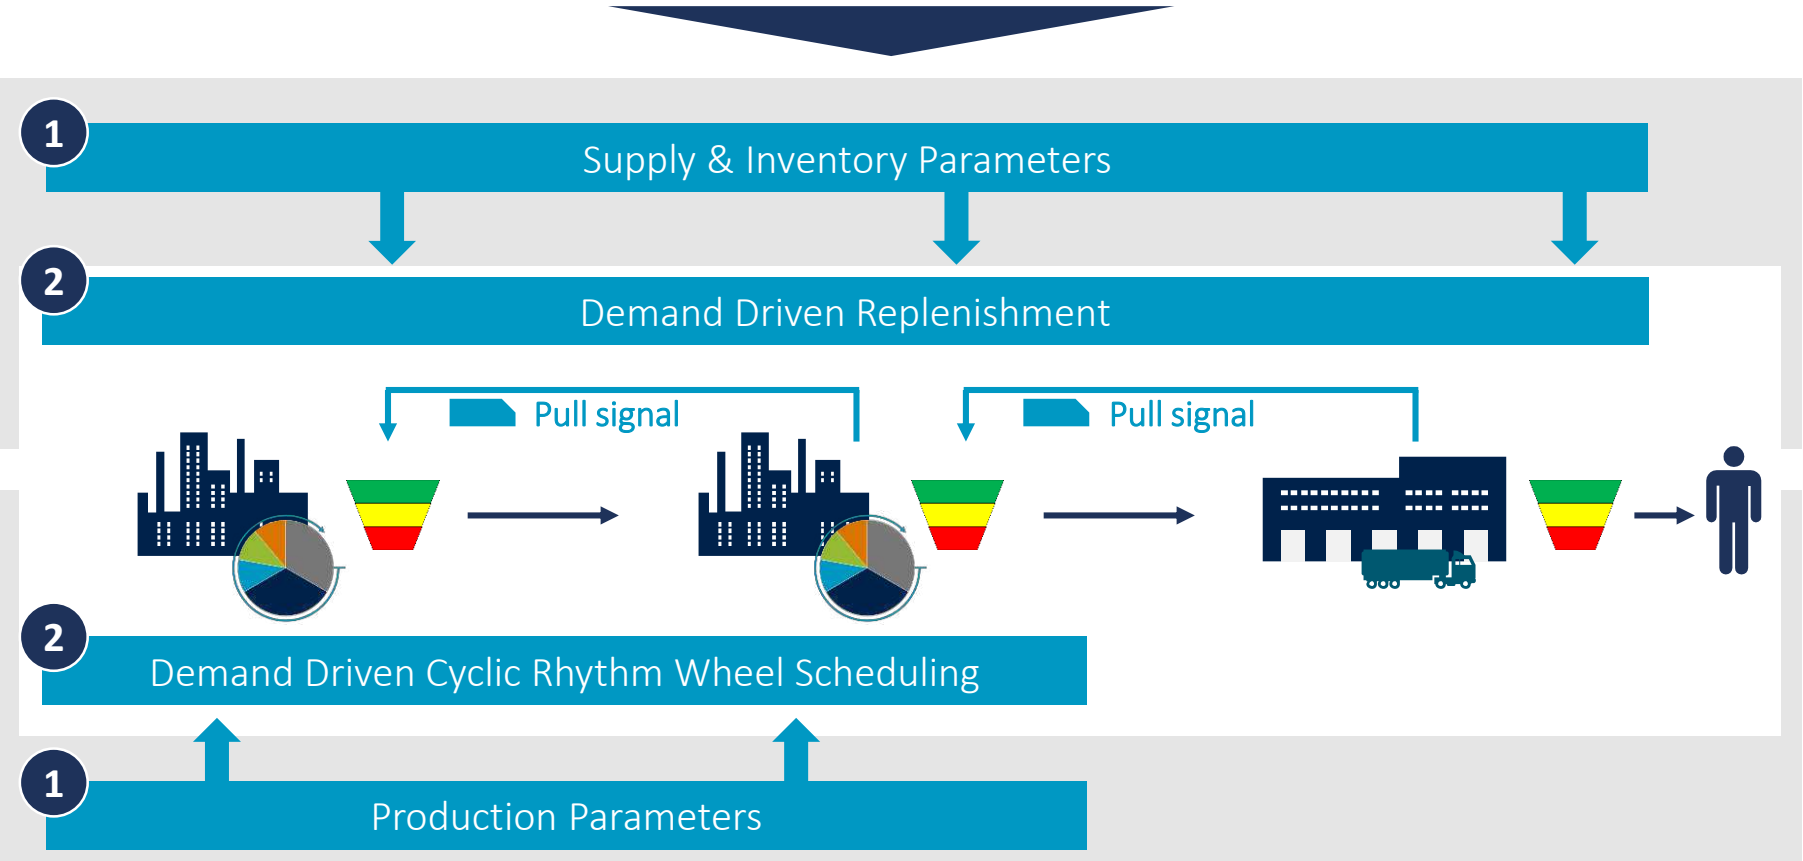 1
Supply & Inventory Parameters
2
Demand Driven Replenishment
Pull signal
Pull signal
2
Demand Driven Cyclic Rhythm Wheel Scheduling
1
Production Parameters